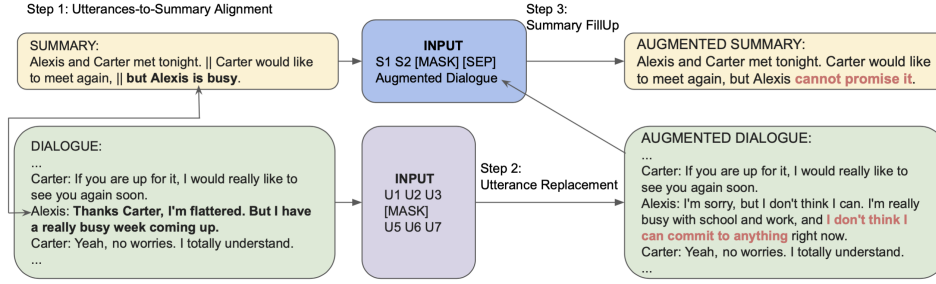 Step 1: Utterances-to-Summary Alignment
SUMMARY:
Alexis and Carter met tonight. || Carter would like
to meet again, || but Alexis is busy.
INPUT
S1 S2 [MASK] [SEP]
Augmented Dialogue
Step 3:
Summary FillUp
AUGMENTED SUMMARY:
Alexis and Carter met tonight. Carter would like
to meet again, but Alexis cannot promise it.
DIALOGUE:
...
Carter: If you are up for it, I would really like to
see you again soon.
Alexis: Thanks Carter, I'm flattered. But I have
a really busy week coming up.
Carter: Yeah, no worries. I totally understand.
...
INPUT
U1 U2 U3
[MASK]
U5 U6 U7
Step 2:
Utterance Replacement
AUGMENTED DIALOGUE:
...
Carter: If you are up for it, I would really like to
see you again soon.
Alexis: I'm sorry, but I don't think I can. I'm really
busy with school and work, and I don't think I
can commit to anything right now.
Carter: Yeah, no worries. I totally understand.
...